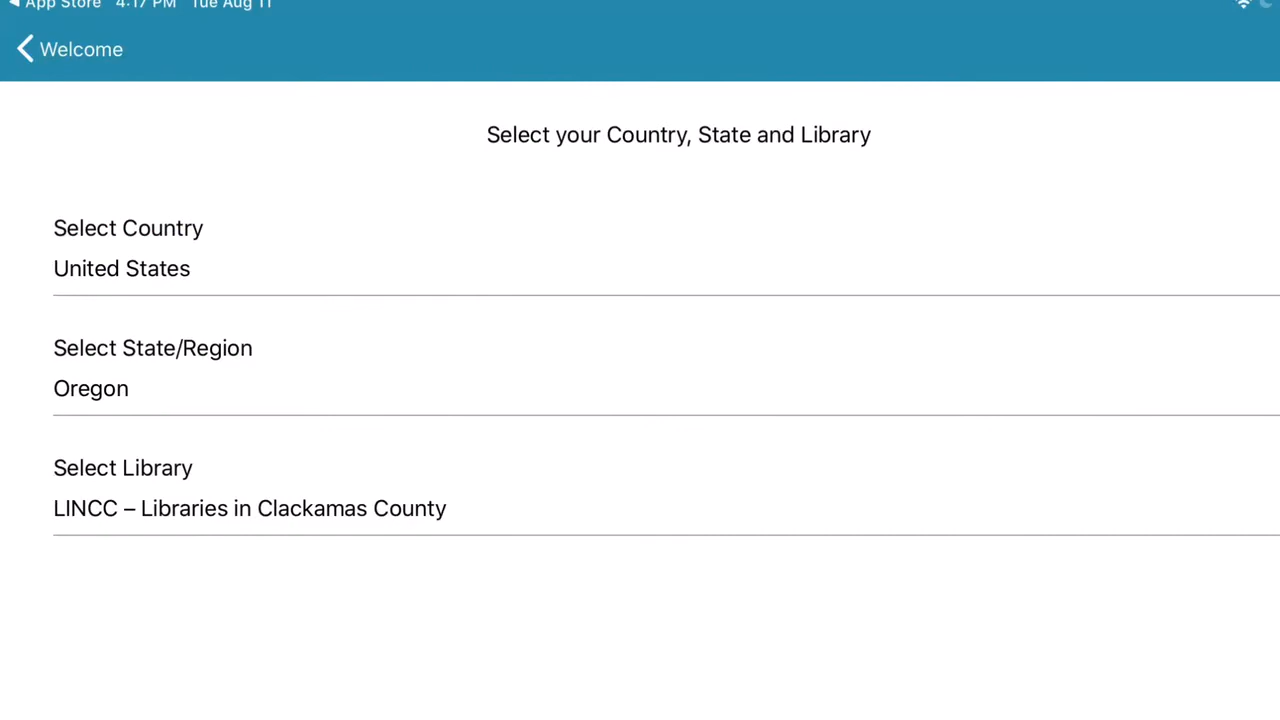 App Store 4:17 PM Tue Aug 11
Welcome
Select your Country, State and Library
Select Country
United States
Select State/Region
Oregon
Select Library
LINCC – Libraries in Clackamas County